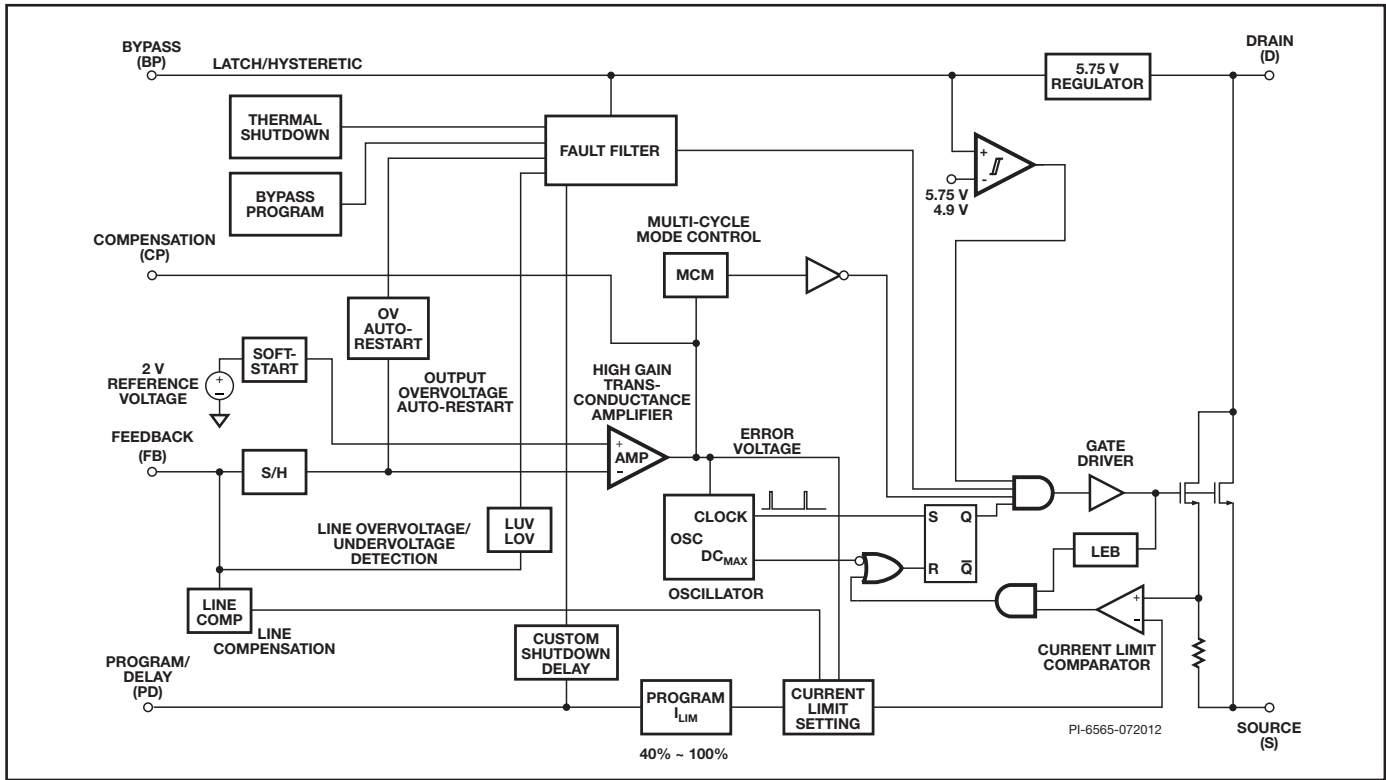 BYPASS
(BP)
LATCH/HYSTERETIC
5.75 V
REGULATOR
DRAIN
(D)
THERMAL
SHUTDOWN
FAULT FILTER
+
-
5.75 V
4.9 V
BYPASS
PROGRAM
MULTI-CYCLE
MODE CONTROL
MCM
COMPENSATION
(CP)
OV
AUTO-
RESTART
SOFT-
START
2 V
REFERENCE
VOLTAGE
+
–
OUTPUT
OVERVOLTAGE
AUTO-RESTART
HIGH GAIN
TRANS-
CONDUCTANCE
AMPLIFIER
+
AMP
–
ERROR
VOLTAGE
FEEDBACK
(FB)
S/H
GATE
DRIVER
LINE OVERVOLTAGE/
UNDERVOLTAGE
DETECTION
LUV
LOV
CLOCK
OSC
DCMAX
OSCILLATOR
S Q
R Q̅
LEB
+
–
CURRENT LIMIT
COMPARATOR
LINE
COMP
LINE
COMPENSATION
PROGRAM/
DELAY
(PD)
CUSTOM
SHUTDOWN
DELAY
PROGRAM
ILIM
40% ~ 100%
CURRENT
LIMIT
SETTING
PI-6565-072012
SOURCE
(S)